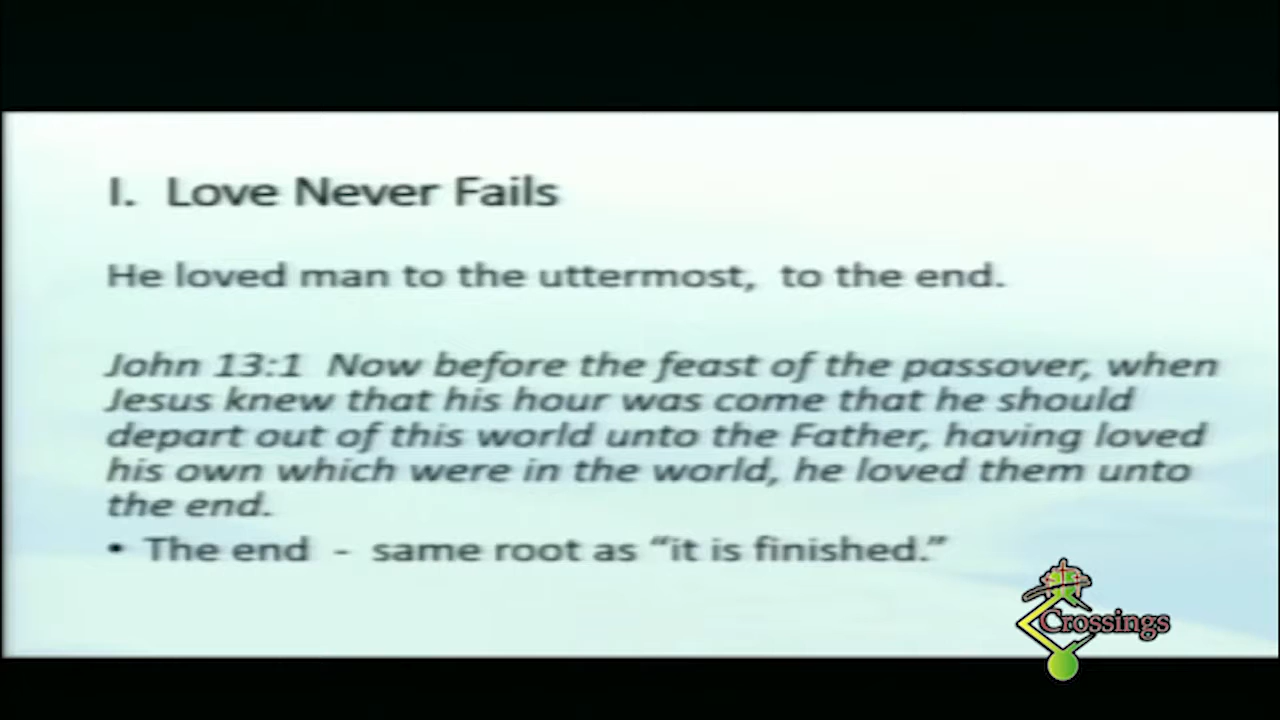 I. Love Never Fails
He loved man to the uttermost, to the end.
John 13:1 Now before the feast of the passover, when
Jesus knew that his hour was come that he should
depart out of this world unto the Father, having loved
his own which were in the world, he loved them unto
the end.
• The end - same root as “it is finished.”
Crossings